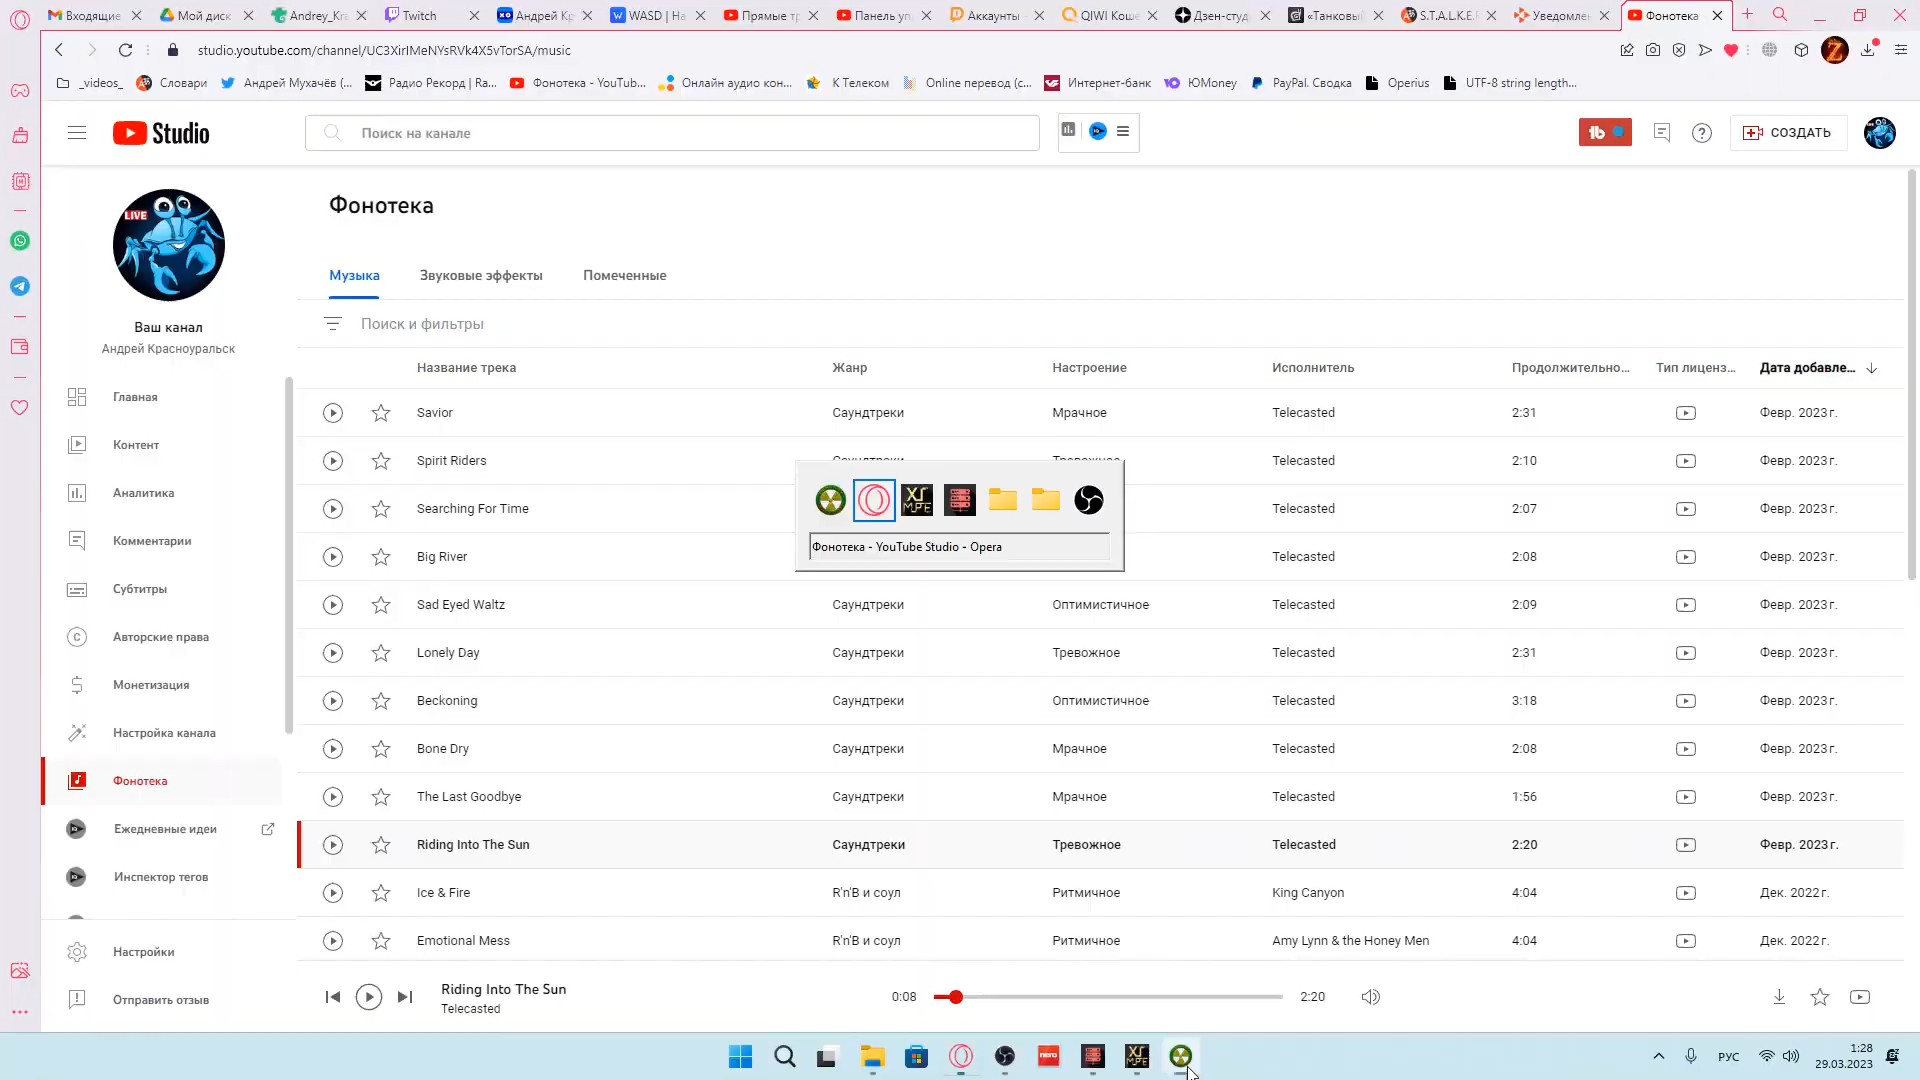 Входящие
Мой диск
Andrey_Kra
Twitch
Андрей Кр
WASD | На
Прямые тр
Панель уп
Аккаунты -
QIWI Коше
Дзен-студ
«Танковы
S.T.A.L.K.E.R
Уведомле
Фонотека
studio.youtube.com/channel/UC3XirIMeNYsRVk4X5vTorSA/music
_videos_
Словари
Андрей Мухачёв (...
Радио Рекорд | Ra...
Фонотека - YouTub...
Онлайн аудио кон...
К Телеком
Online перевод (с...
Интернет-банк
ЮMoney
PayPal. Сводка
Operius
UTF-8 string length...
Studio
Поиск на канале
tb
СОЗДАТЬ
LIVE
Ваш канал
Андрей Красноуральск
Главная
Контент
Аналитика
Комментарии
Субтитры
Авторские права
Монетизация
Настройка канала
Фонотека
Ежедневные идеи
Инспектор тегов
Настройки
Отправить отзыв
Фонотека
Музыка
Звуковые эффекты
Помеченные
Поиск и фильтры
Название трека Жанр Настроение Исполнитель Продолжительно... Тип лиценз... Дата добавле...
Savior Саундтреки Мрачное Telecasted 2:31 Февр. 2023 г.
Spirit Riders Саундтреки Тревожное Telecasted 2:10 Февр. 2023 г.
Searching For Time Telecasted 2:07 Февр. 2023 г.
Big River Telecasted 2:08 Февр. 2023 г.
Sad Eyed Waltz Саундтреки Оптимистичное Telecasted 2:09 Февр. 2023 г.
Lonely Day Саундтреки Тревожное Telecasted 2:31 Февр. 2023 г.
Beckoning Саундтреки Оптимистичное Telecasted 3:18 Февр. 2023 г.
Bone Dry Саундтреки Мрачное Telecasted 2:08 Февр. 2023 г.
The Last Goodbye Саундтреки Мрачное Telecasted 1:56 Февр. 2023 г.
Riding Into The Sun Саундтреки Тревожное Telecasted 2:20 Февр. 2023 г.
Ice & Fire R'n'B и соул Ритмичное King Canyon 4:04 Дек. 2022 г.
Emotional Mess R'n'B и соул Ритмичное Amy Lynn & the Honey Men 4:04 Дек. 2022 г.
Фонотека - YouTube Studio - Opera
Riding Into The Sun
Telecasted
0:08
2:20
nero
РУС
1:28
29.03.2023